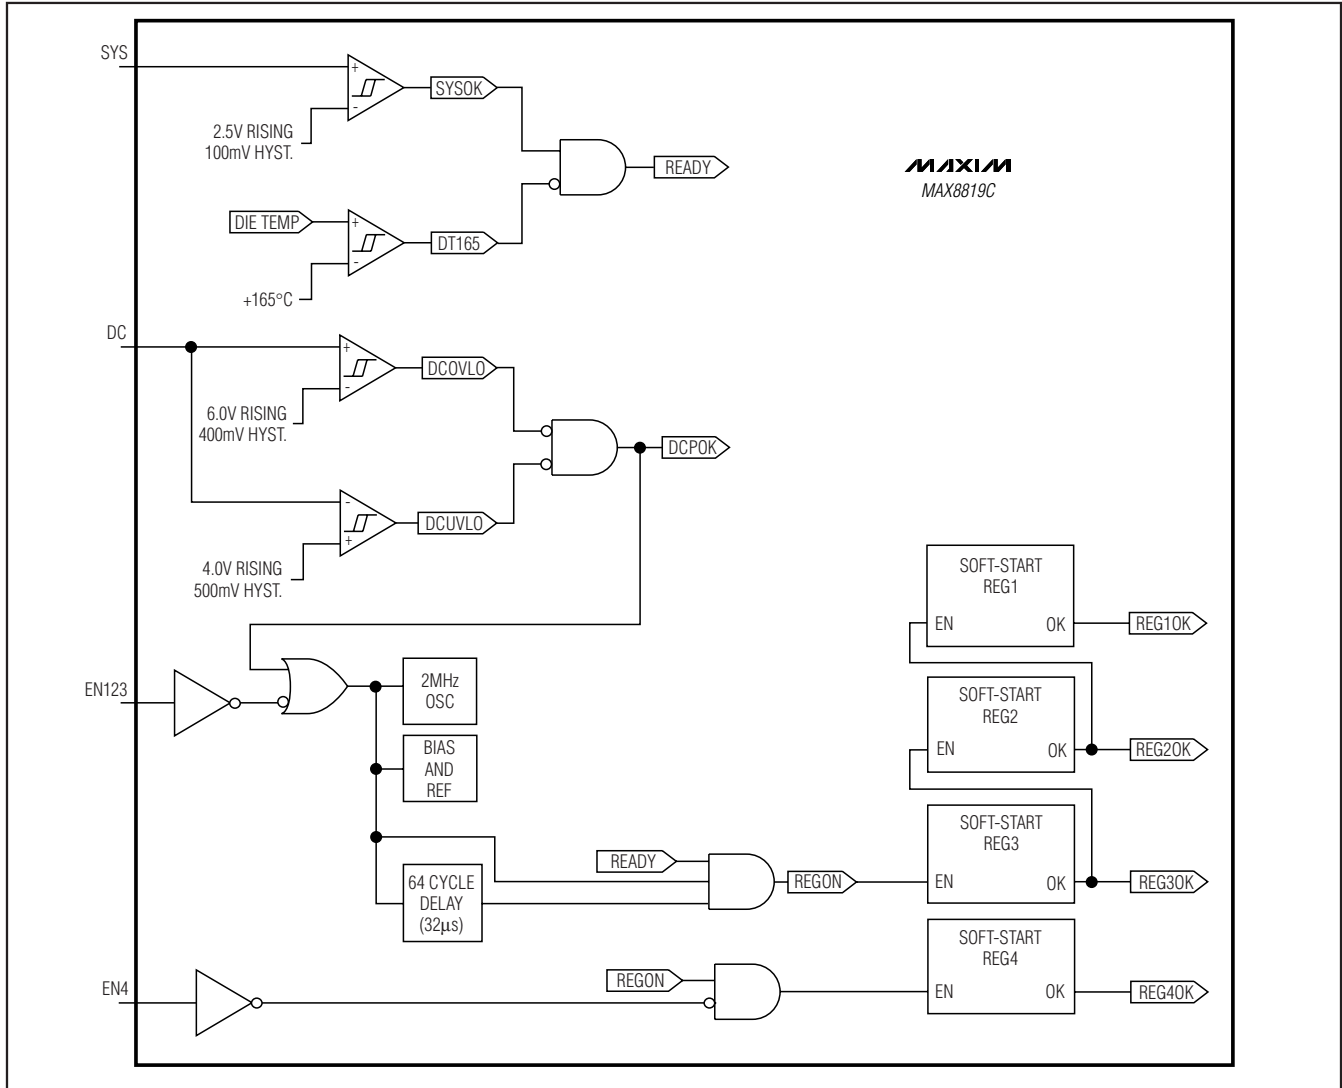 SYS
+
-
SYSOK
2.5V RISING
100mV HYST.
READY
MAXIM
MAX8819C
DIE TEMP
+
-
DT165
+165°C
DC
+
-
DCOVLO
6.0V RISING
400mV HYST.
DCPOK
-
+
DCUVLO
4.0V RISING
500mV HYST.
SOFT-START
REG1
EN
OK
REG1OK
EN123
2MHz
OSC
SOFT-START
REG2
EN
OK
REG2OK
BIAS
AND
REF
SOFT-START
REG3
EN
OK
REG3OK
READY
REGON
64 CYCLE
DELAY
(32µs)
SOFT-START
REG4
EN
OK
REG4OK
REGON
EN4